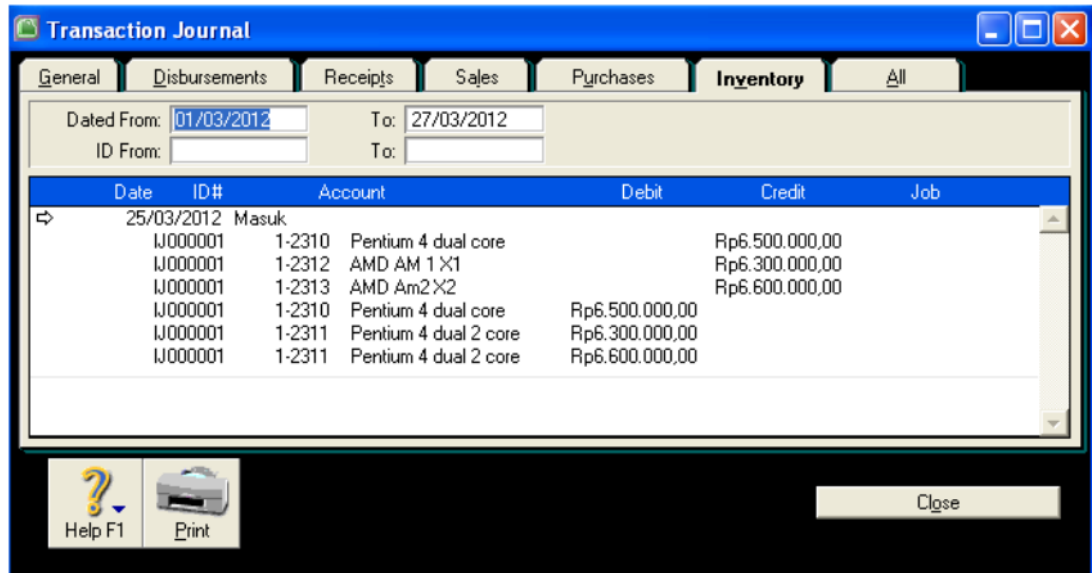 Transaction Journal
General Disbursements Receipts Sales Purchases Inventory All
Dated From: 01/03/2012 To: 27/03/2012
ID From: To:
Date ID# Account Debit Credit Job
25/03/2012 Masuk
IJ000001 1-2310 Pentium 4 dual core Rp6.500.000,00
IJ000001 1-2312 AMD AM 1 X1 Rp6.300.000,00
IJ000001 1-2313 AMD Am2 X2 Rp6.600.000,00
IJ000001 1-2310 Pentium 4 dual core Rp6.500.000,00
IJ000001 1-2311 Pentium 4 dual 2 core Rp6.300.000,00
IJ000001 1-2311 Pentium 4 dual 2 core Rp6.600.000,00
Help F1 Print Close